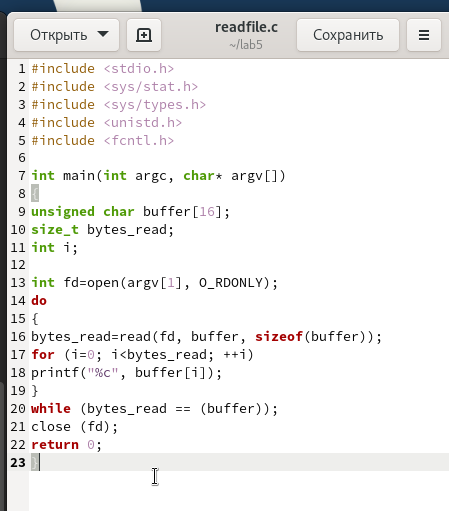 Открыть
readfile.c
~/lab5
Сохранить
1 #include <stdio.h>
2 #include <sys/stat.h>
3 #include <sys/types.h>
4 #include <unistd.h>
5 #include <fcntl.h>
6
7 int main(int argc, char* argv[])
8 {
9 unsigned char buffer[16];
10 size_t bytes_read;
11 int i;
12
13 int fd=open(argv[1], O_RDONLY);
14 do
15 {
16 bytes_read=read(fd, buffer, sizeof(buffer));
17 for (i=0; i<bytes_read; ++i)
18 printf("%c", buffer[i]);
19 }
20 while (bytes_read == (buffer));
21 close (fd);
22 return 0;
23 }